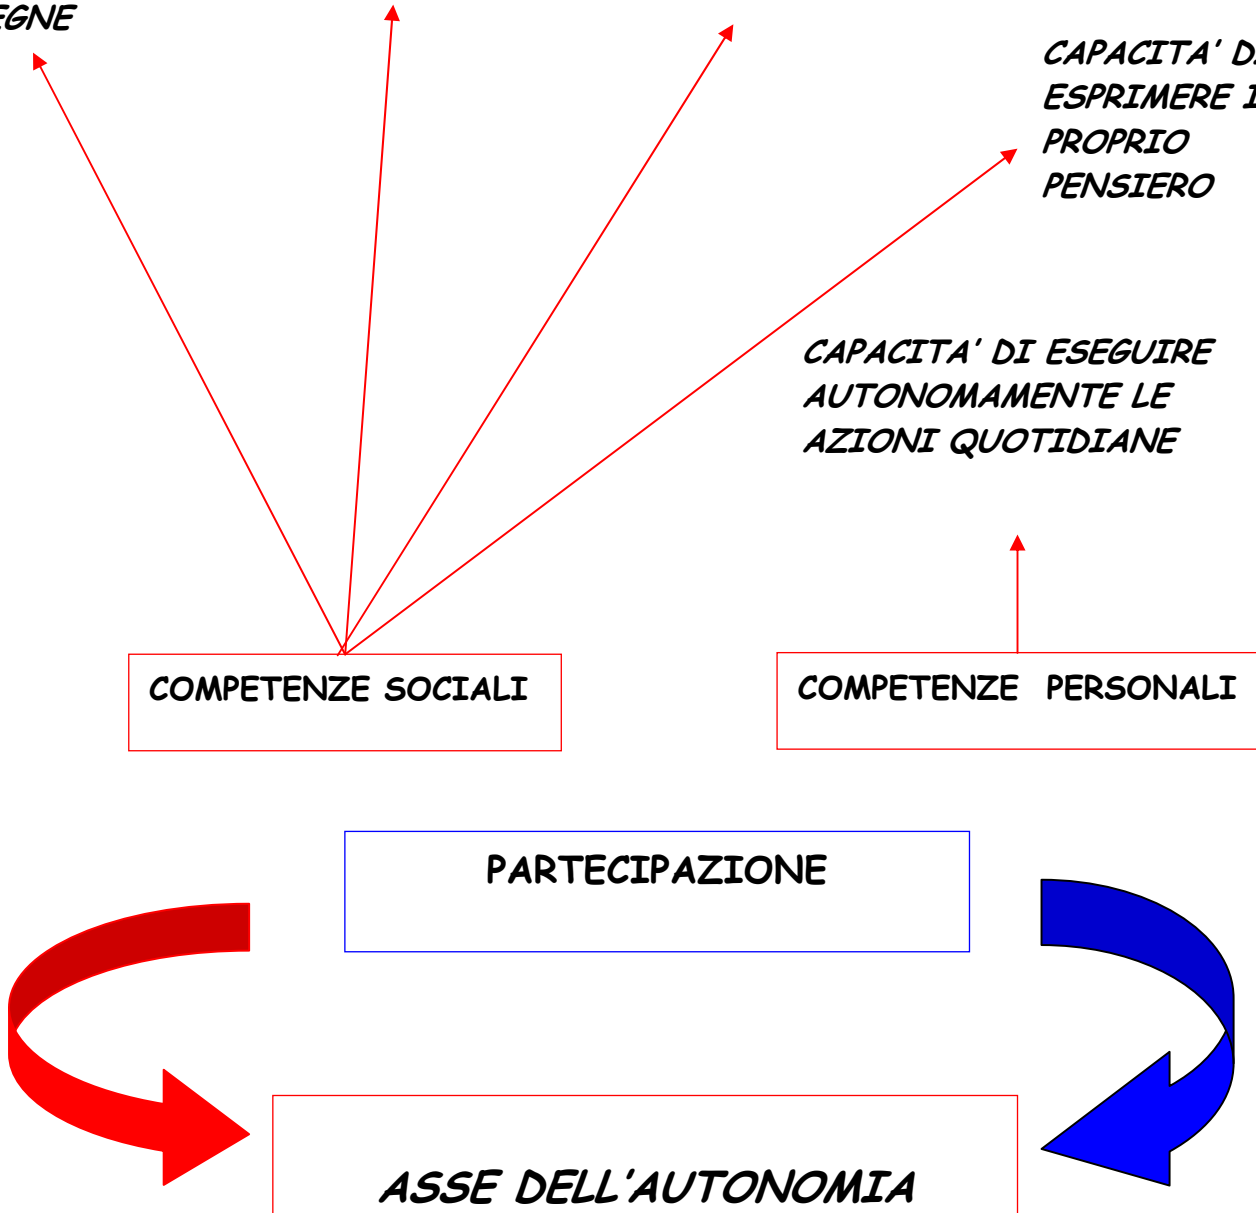 EGNE
CAPACITA' DI
ESPRIMERE I
PROPRIO
PENSIERO
CAPACITA' DI ESEGUIRE
AUTONOMAMENTE LE
AZIONI QUOTIDIANE
COMPETENZE SOCIALI
COMPETENZE PERSONALI
PARTECIPAZIONE
ASSE DELL'AUTONOMIA